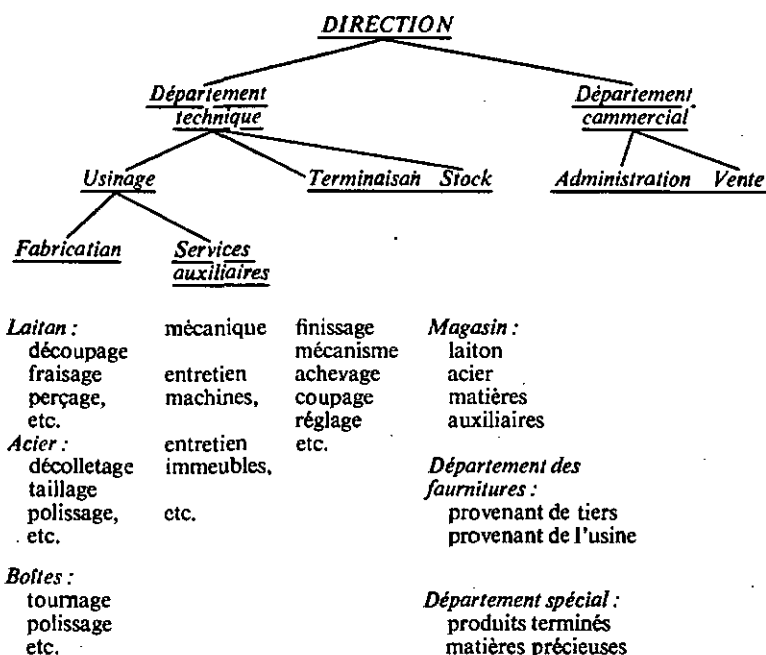 DIRECTION
Département
technique
Département
cammercial
Usinage
Terminaisan Stock
Administration Vente
Fabricatian
Services
auxiliaires
Laitan :
découpage
fraisage
perçage,
etc.
Acier :
décolletage
taillage
polissage,
etc.
Boîtes :
toumage
polissage
etc.
mécanique
entretien
machines,
entretien
immeubles,
etc.
finissage
mécanisme
achevage
coupage
réglage
etc.
Magasin :
laiton
acier
matières
auxiliaires
Département des
faurnitures :
provenant de tiers
provenant de l'usine
Département spécial :
produits terminés
matières précieuses